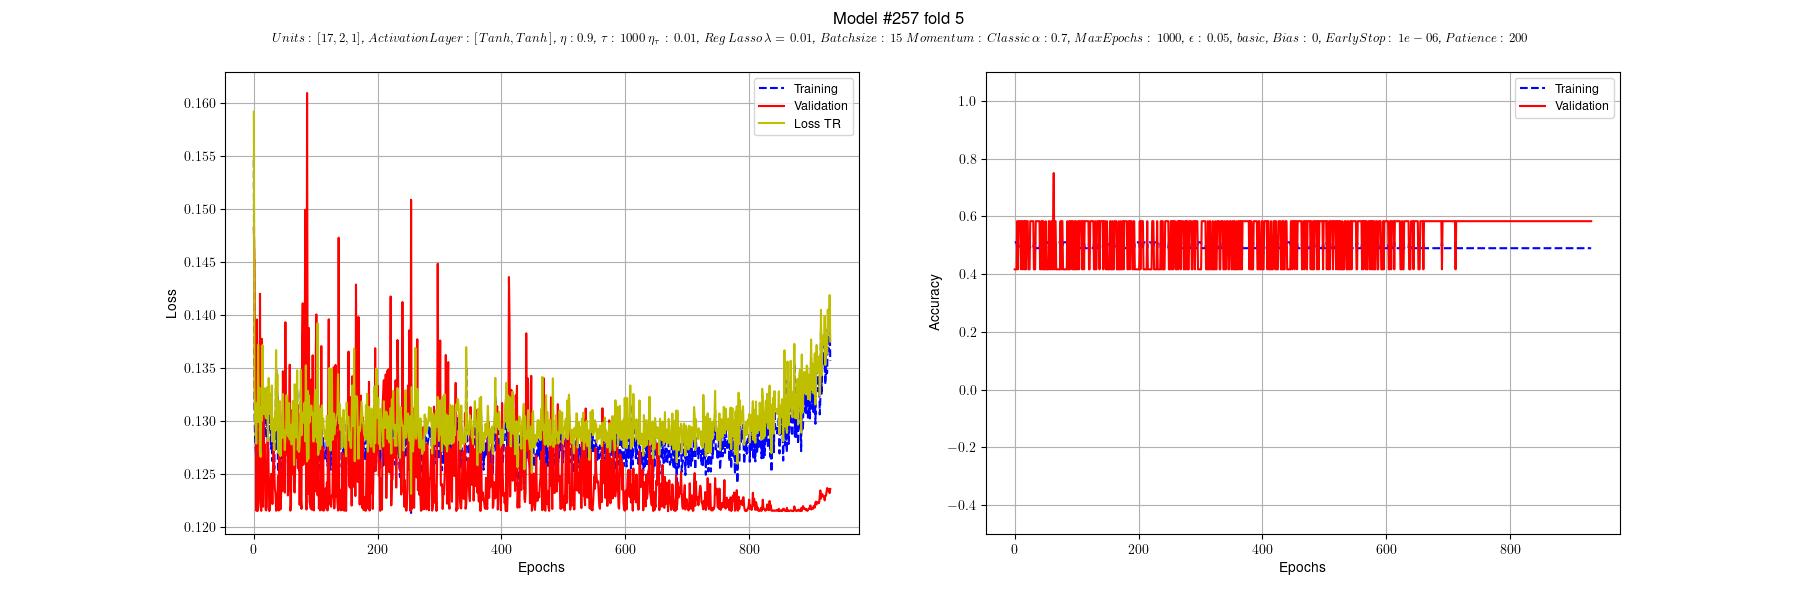 Model #257 fold 5
Units : [17, 2, 1], ActivationLayer : [Tanh, Tanh], η : 0.9, τ : 1000 ητ : 0.01, Reg Lasso λ = 0.01, Batchsize : 15 Momentum : Classic α : 0.7, MaxEpochs : 1000, ϵ : 0.05, basic, Bias : 0, EarlyStop : 1e − 06, Patience : 200
Training
Validation
Loss TR
0.160
0.155
0.150
0.145
0.140
0.135
0.130
0.125
0.120
Loss
0 200 400 600 800
Epochs
Training
Validation
1.0
0.8
0.6
0.4
0.2
0.0
−0.2
−0.4
Accuracy
0 200 400 600 800
Epochs